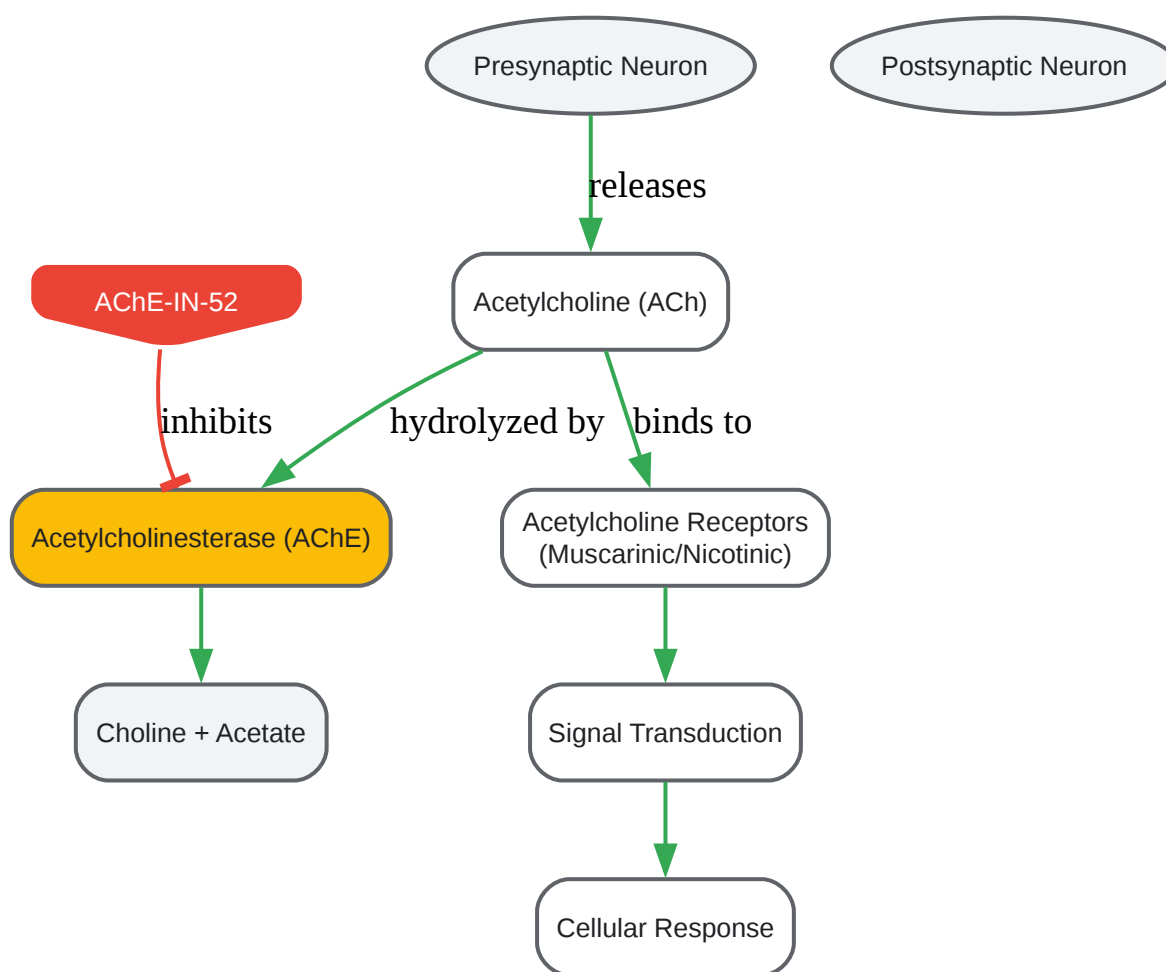 Presynaptic Neuron
Postsynaptic Neuron
releases
AChE-IN-52
Acetylcholine (ACh)
inhibits
hydrolyzed by
binds to
Acetylcholinesterase (AChE)
Acetylcholine Receptors
(Muscarinic/Nicotinic)
Choline + Acetate
Signal Transduction
Cellular Response